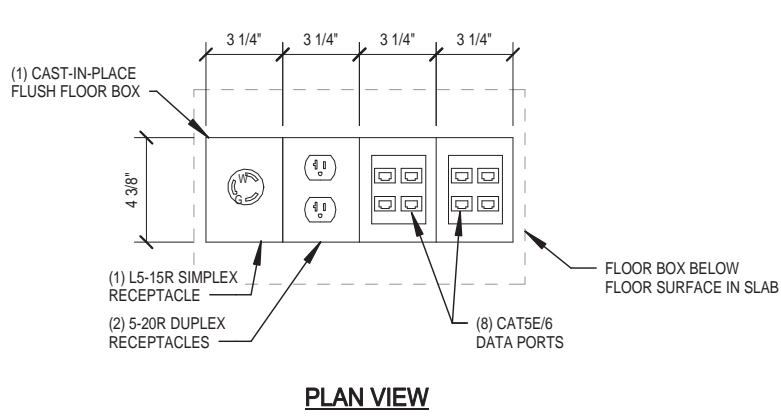 3 1/4" 3 1/4" 3 1/4" 3 1/4"
(1) CAST-IN-PLACE
FLUSH FLOOR BOX
4 3/8"
W
G
(1) L5-15R SIMPLEX
RECEPTACLE
(2) 5-20R DUPLEX
RECEPTACLES
(8) CAT5E/6
DATA PORTS
FLOOR BOX BELOW
FLOOR SURFACE IN SLAB
PLAN VIEW